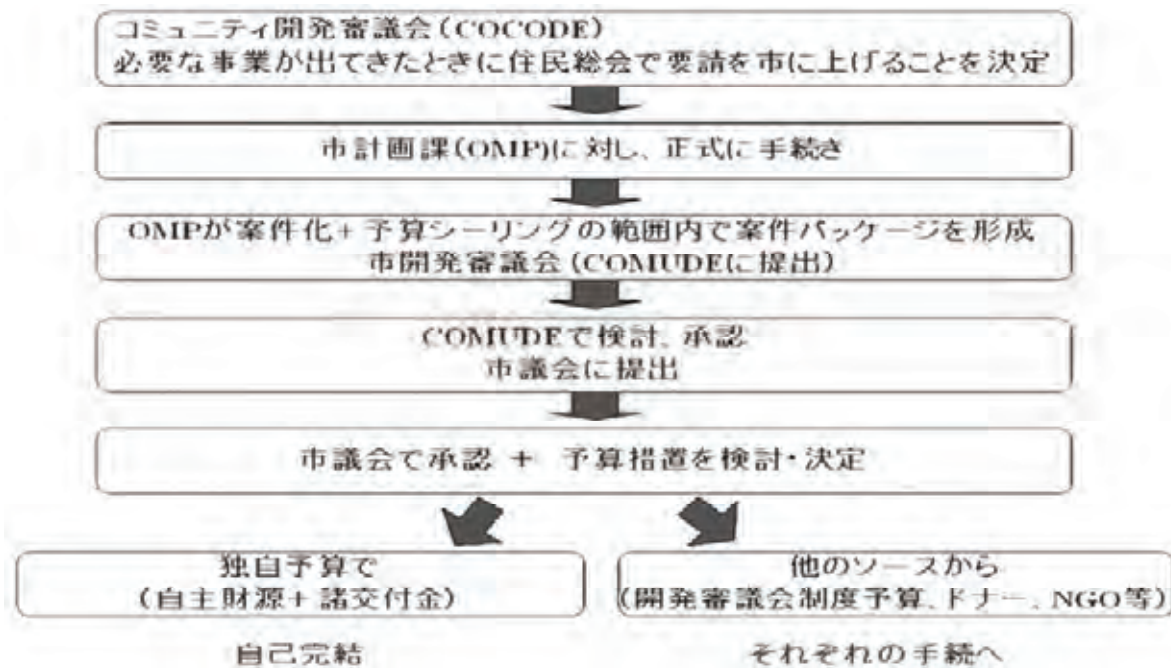 コミュニティ開発審議会(COCODE)
必要な事業が出てきたときに住民総会で要請を市に上げることを決定
市計画課(OMP)に対し、正式に手続き
OMPが案件化+予算シーリングの範囲内で案件パッケージを形成
市開発審議会(COMUDEに提出)
COMUDEで検討、承認
市議会に提出
市議会で承認 + 予算措置を検討・決定
独自予算で
(自主財源+諸交付金)
自己完結
他のソースから
(開発審議会制度予算、ドナー、NGO等)
それぞれの手続へ